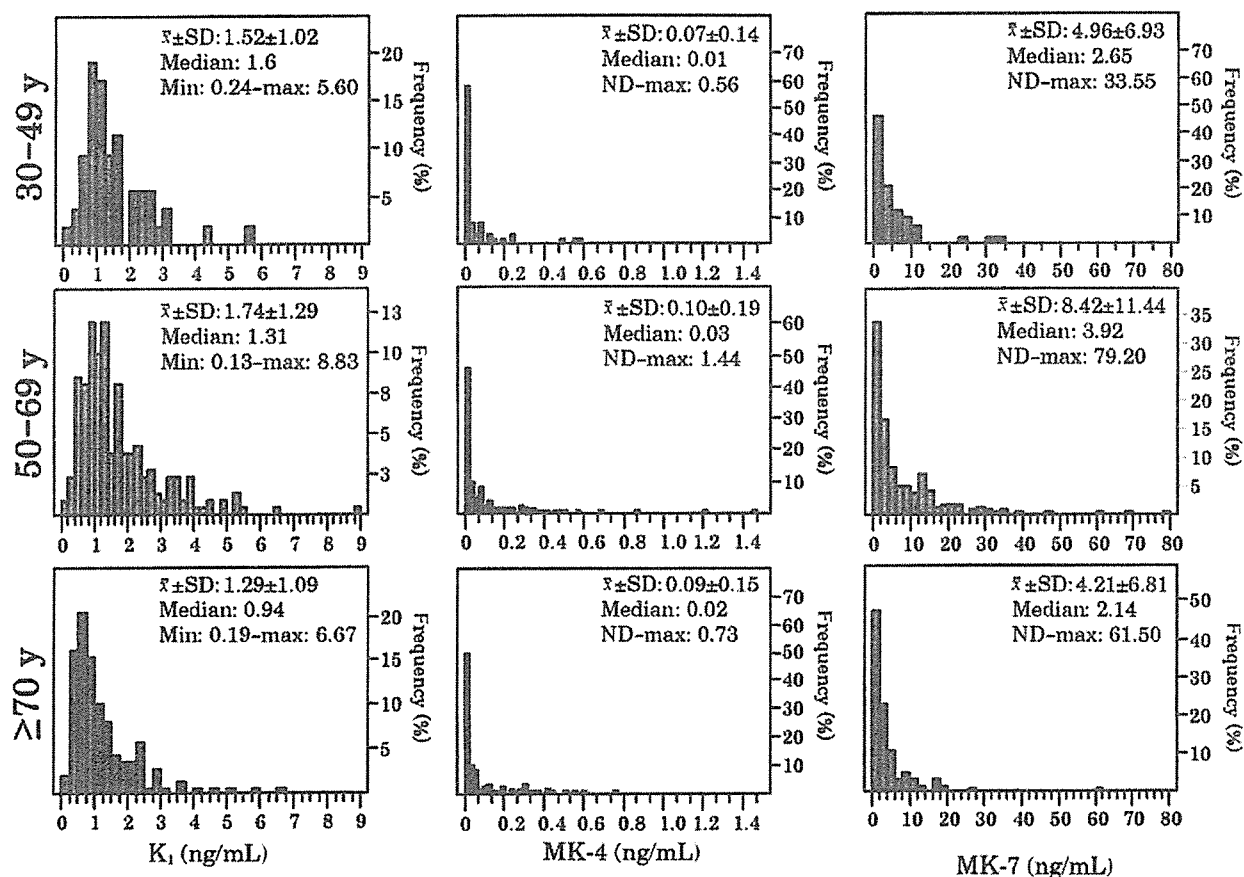 30–49 y
x̄±SD: 1.52±1.02
Median: 1.6
Min: 0.24–max: 5.60
20
15
10
5
Frequency (%)
0 1 2 3 4 5 6 7 8 9
x̄±SD: 0.07±0.14
Median: 0.01
ND–max: 0.56
70
60
50
40
30
20
10
Frequency (%)
0 0.2 0.4 0.6 0.8 1.0 1.2 1.4
x̄±SD: 4.96±6.93
Median: 2.65
ND–max: 33.55
70
60
50
40
30
20
10
Frequency (%)
0 10 20 30 40 50 60 70 80
50–69 y
x̄±SD: 1.74±1.29
Median: 1.31
Min: 0.13–max: 8.83
13
10
8
5
3
Frequency (%)
0 1 2 3 4 5 6 7 8 9
x̄±SD: 0.10±0.19
Median: 0.03
ND–max: 1.44
60
50
40
30
20
10
Frequency (%)
0 0.2 0.4 0.6 0.8 1.0 1.2 1.4
x̄±SD: 8.42±11.44
Median: 3.92
ND–max: 79.20
35
30
25
20
15
10
5
Frequency (%)
0 10 20 30 40 50 60 70 80
≥70 y
x̄±SD: 1.29±1.09
Median: 0.94
Min: 0.19–max: 6.67
20
15
10
5
Frequency (%)
0 1 2 3 4 5 6 7 8 9
K₁ (ng/mL)
x̄±SD: 0.09±0.15
Median: 0.02
ND–max: 0.73
70
60
50
40
30
20
10
Frequency (%)
0 0.2 0.4 0.6 0.8 1.0 1.2 1.4
MK-4 (ng/mL)
x̄±SD: 4.21±6.81
Median: 2.14
ND–max: 61.50
50
40
30
20
10
Frequency (%)
0 10 20 30 40 50 60 70 80
MK-7 (ng/mL)